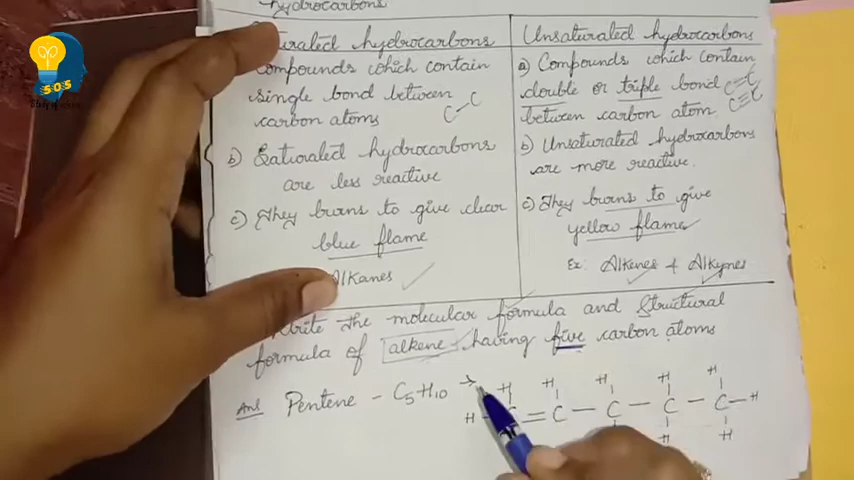 hydrocarbons
hydrocarbons
compounds which contain
single bond between
carbon atoms
C C
b) Saturated hydrocarbons
are less reactive
c) They burns to give clear
blue flame
Alkanes
Unsaturated hydrocarbons
a) Compounds which contain
double or triple bond
C=C
C≡C
between carbon atom.
b) Unsaturated hydrocarbons
are more reactive.
c) They burns to give
yellow flame
Ex: Alkenes & Alkynes
the molecular formula and Structural
formula of alkene having five carbon atoms
Ans Pentene - C5H10 → H H H H H
H C = C - C - C - C - H
H H